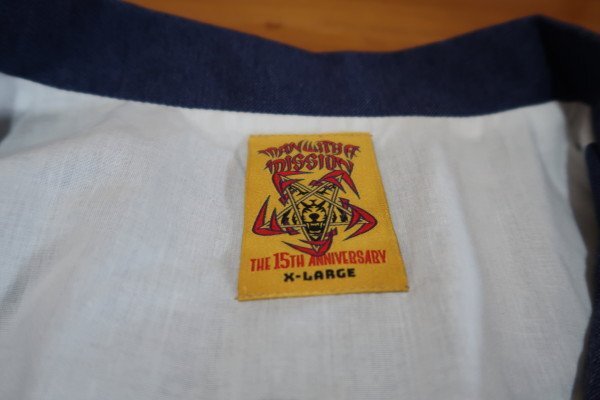 MAN WITH A
MISSION
THE 15TH ANNIVERSARY
X-LARGE